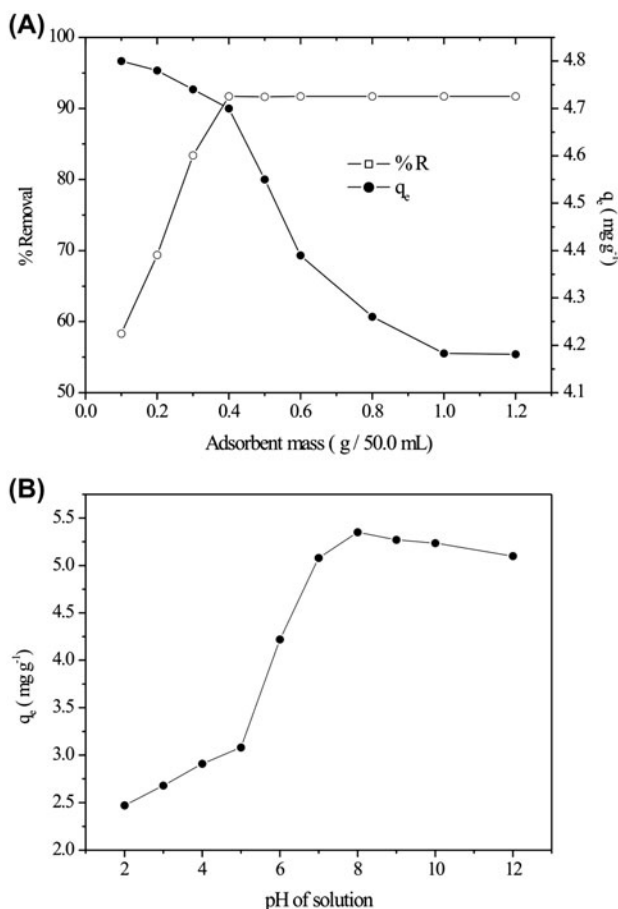 (A)
100
90
80
70
60
50
% Removal
4.8
4.7
4.6
4.5
4.4
4.3
4.2
4.1
qe ( mg g-1)
% R
qe
0.0 0.2 0.4 0.6 0.8 1.0 1.2
Adsorbent mass ( g / 50.0 mL)
(B)
5.5
5.0
4.5
4.0
3.5
3.0
2.5
2.0
qe ( mg g-1)
2 4 6 8 10 12
pH of solution